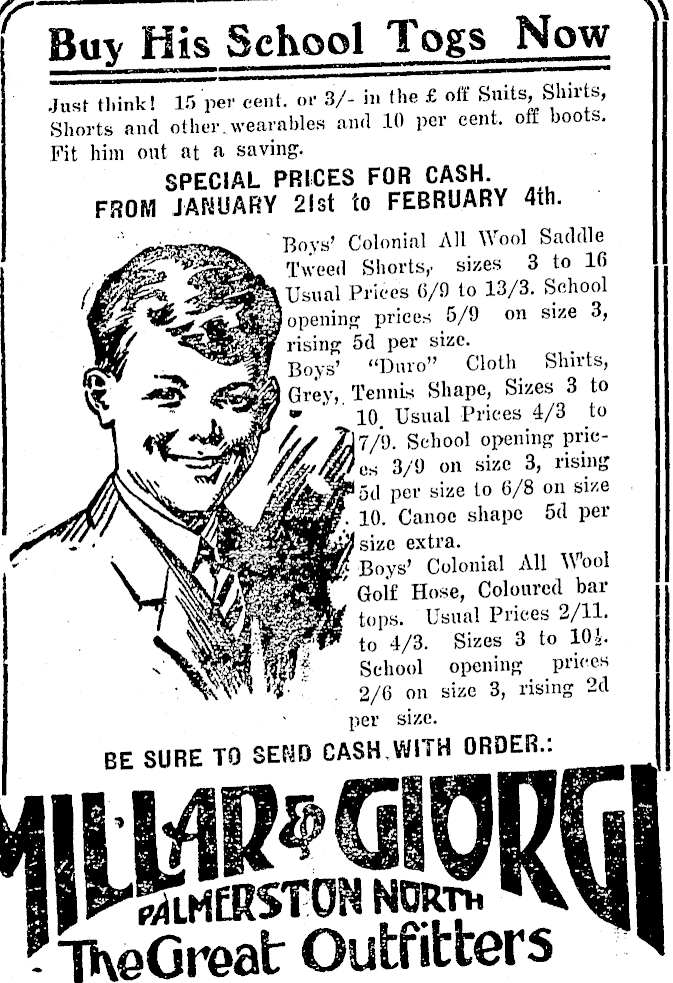 Buy His School Togs Now
Just think! 15 per cent. or 3/- in the £ off Suits, Shirts,
Shorts and other wearables and 10 per cent. off boots.
Fit him out at a saving.
SPECIAL PRICES FOR CASH.
FROM JANUARY 21st to FEBRUARY 4th.
Boys' Colonial All Wool Saddle
Tweed Shorts, sizes 3 to 16
Usual Prices 6/9 to 13/3. School
opening prices 5/9 on size 3,
rising 5d per size.
Boys' “Duro” Cloth Shirts,
Grey, Tennis Shape, Sizes 3 to
10. Usual Prices 4/3 to
7/9. School opening pric-
es 3/9 on size 3, rising
5d per size to 6/8 on size
10. Canoe shape 5d per
size extra.
Boys' Colonial All Wool
Golf Hose, Coloured bar
tops. Usual Prices 2/11.
to 4/3. Sizes 3 to 10½.
School opening prices
2/6 on size 3, rising 2d
per size.
BE SURE TO SEND CASH WITH ORDER.:
MILLAR & GIORGI
PALMERSTON NORTH
The Great Outfitters